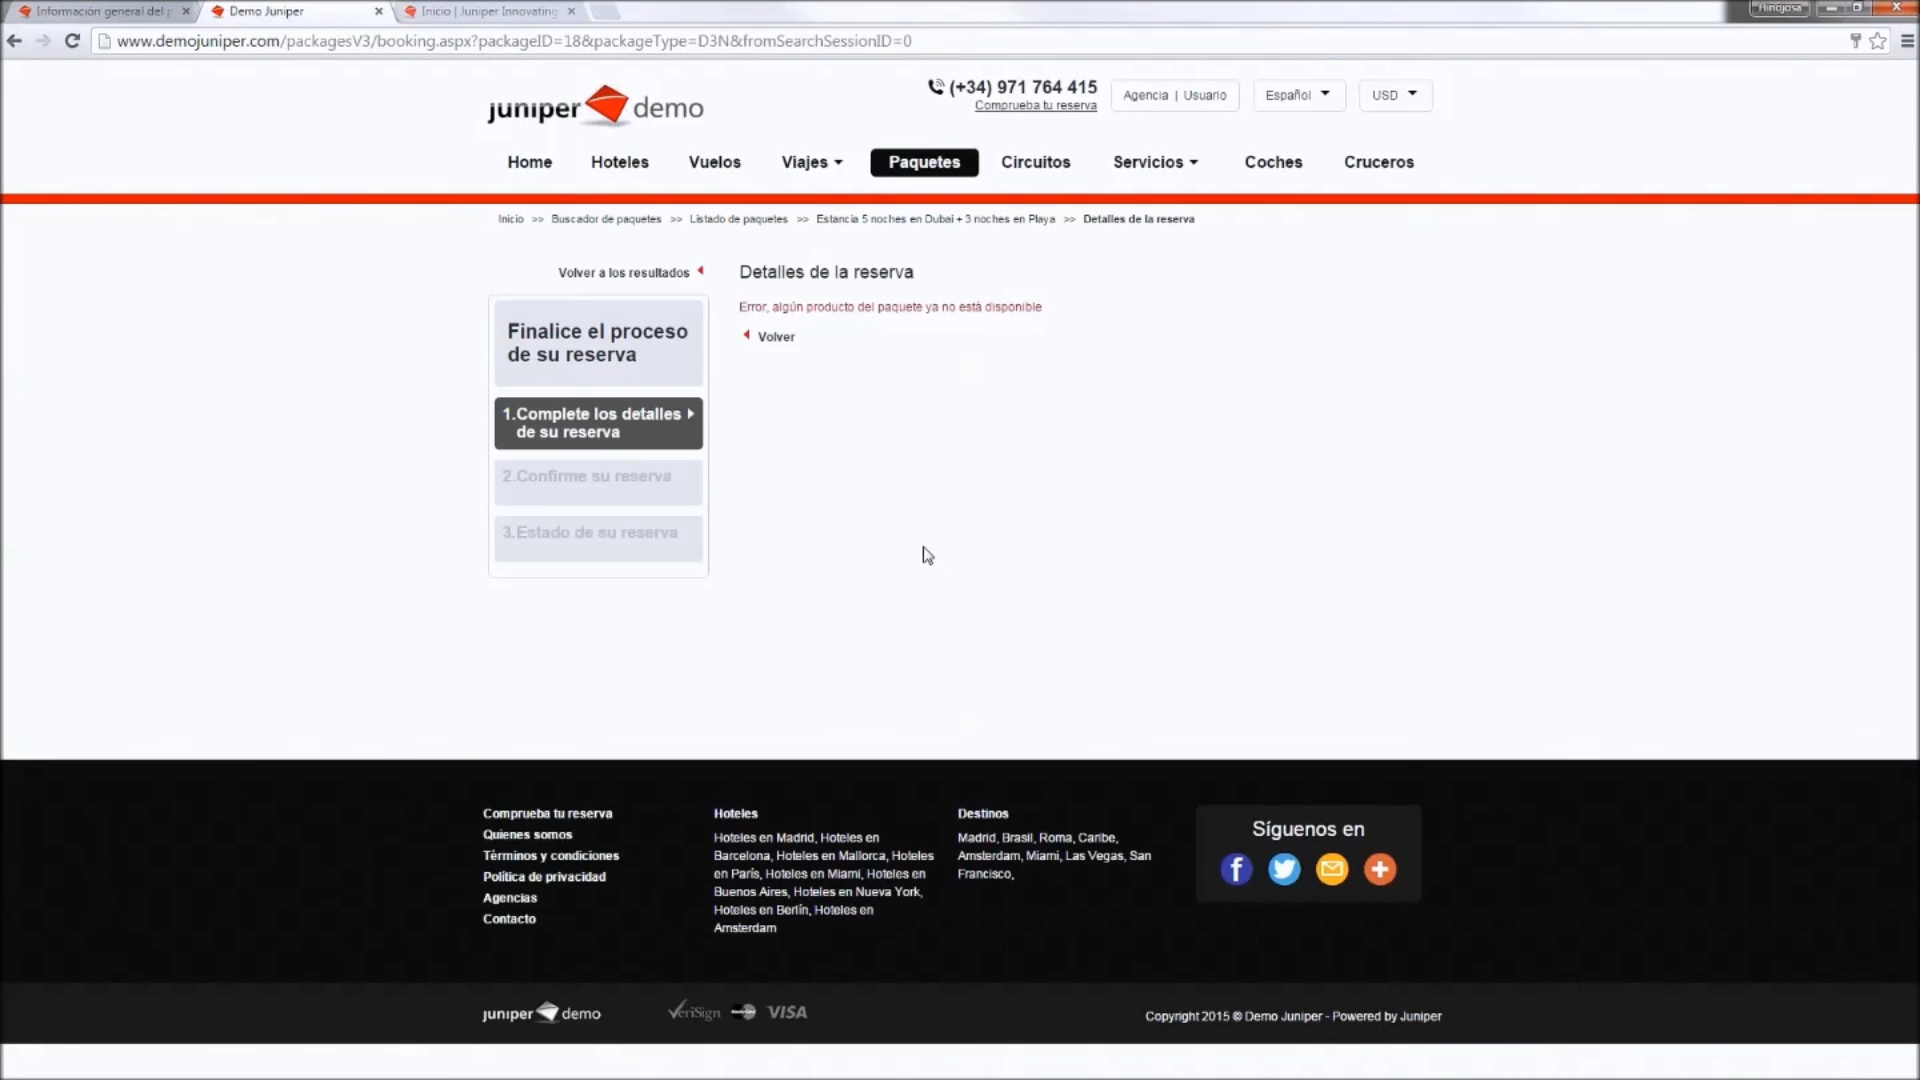 Información general del p
Demo Juniper
Inicio | Juniper Innovating
Hinojosa
www.demojuniper.com/packagesV3/booking.aspx?packageID=18&packageType=D3N&fromSearchSessionID=0
juniper demo
(+34) 971 764 415
Comprueba tu reserva
Agencia | Usuario
Español
USD
Home Hoteles Vuelos Viajes Paquetes Circuitos Servicios Coches Cruceros
Inicio >> Buscador de paquetes >> Listado de paquetes >> Estancia 5 noches en Dubai + 3 noches en Playa >> Detalles de la reserva
Volver a los resultados
Finalice el proceso
de su reserva
1.Complete los detalles
de su reserva
2.Confirme su reserva
3.Estado de su reserva
Detalles de la reserva
Error, algún producto del paquete ya no está disponible
Volver
Comprueba tu reserva
Quienes somos
Términos y condiciones
Política de privacidad
Agencias
Contacto
Hoteles
Hoteles en Madrid, Hoteles en
Barcelona, Hoteles en Mallorca, Hoteles
en París, Hoteles en Miami, Hoteles en
Buenos Aires, Hoteles en Nueva York,
Hoteles en Berlín, Hoteles en
Amsterdam
Destinos
Madrid, Brasil, Roma, Caribe,
Amsterdam, Miami, Las Vegas, San
Francisco,
Síguenos en
juniper demo
VeriSign
VISA
Copyright 2015 © Demo Juniper - Powered by Juniper